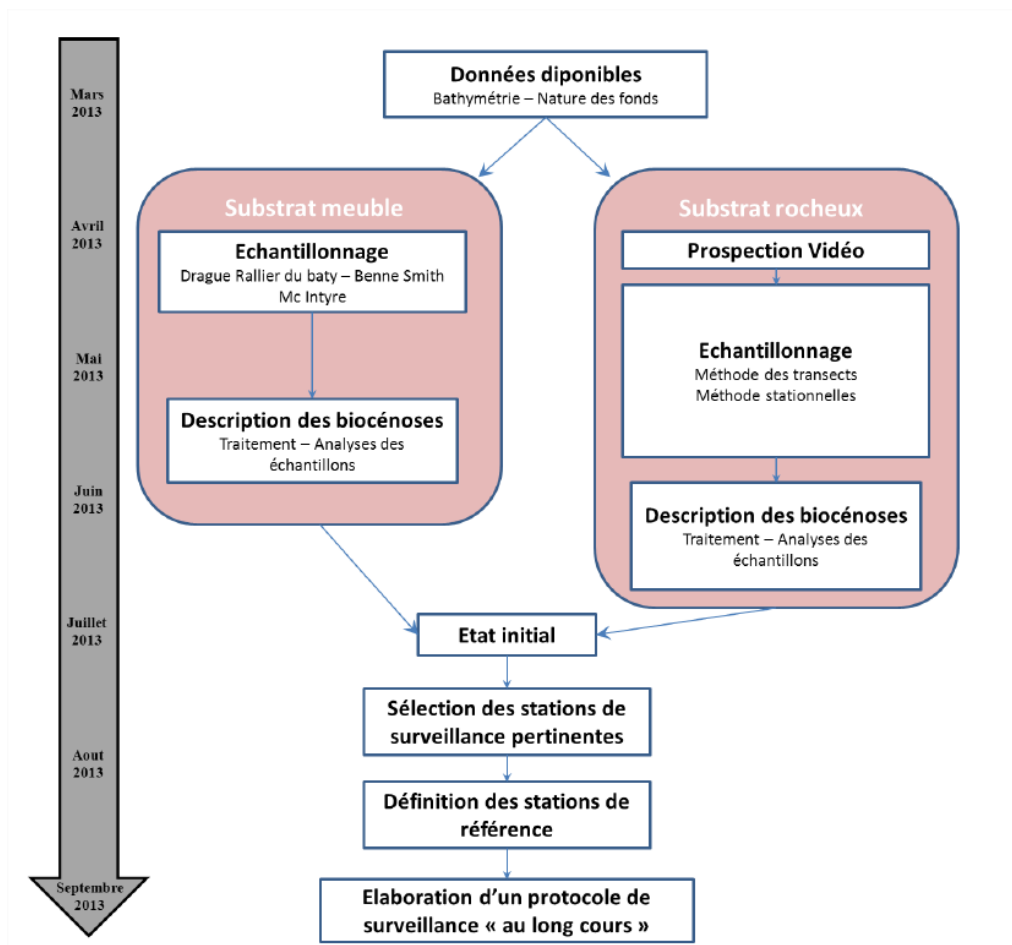 Données diponibles
Bathymétrie – Nature des fonds
Mars
2013
Avril
2013
Mai
2013
Juin
2013
Juillet
2013
Aout
2013
Septembre
2013
Substrat meuble
Echantillonnage
Drague Rallier du baty – Benne Smith
Mc Intyre
Description des biocénoses
Traitement – Analyses des
échantillons
Substrat rocheux
Prospection Vidéo
Echantillonnage
Méthode des transects
Méthode stationnelles
Description des biocénoses
Traitement – Analyses des
échantillons
Etat initial
Sélection des stations de
surveillance pertinentes
Définition des stations de
référence
Elaboration d'un protocole de
surveillance « au long cours »